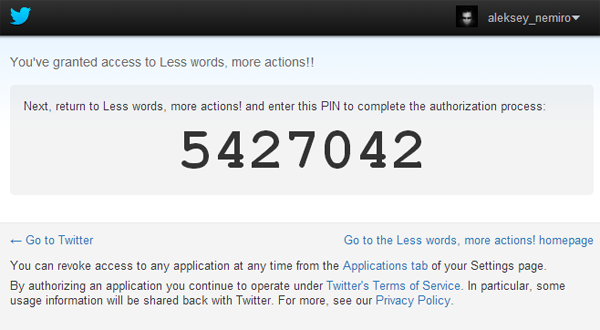 aleksey_nemiro
You've granted access to Less words, more actions!!
Next, return to Less words, more actions! and enter this PIN to complete the authorization process:
5427042
← Go to Twitter
Go to the Less words, more actions! homepage
You can revoke access to any application at any time from the Applications tab of your Settings page.
By authorizing an application you continue to operate under Twitter's Terms of Service. In particular, some
usage information will be shared back with Twitter. For more, see our Privacy Policy.